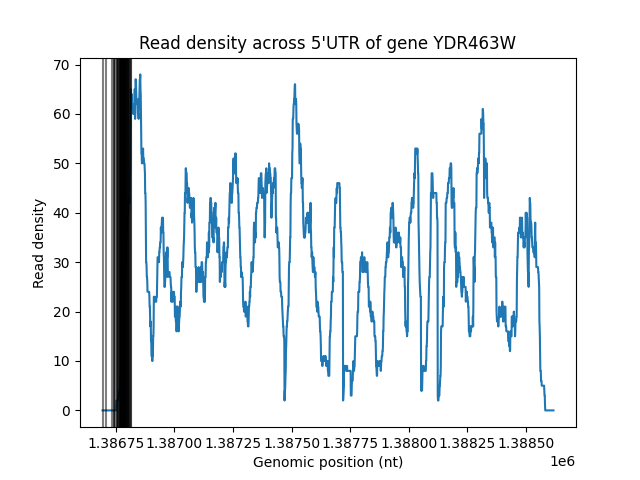 Read density across 5'UTR of gene YDR463W
70
60
50
40
30
20
10
0
Read density
1.38675 1.38700 1.38725 1.38750 1.38775 1.38800 1.38825 1.38850
Genomic position (nt)
1e6